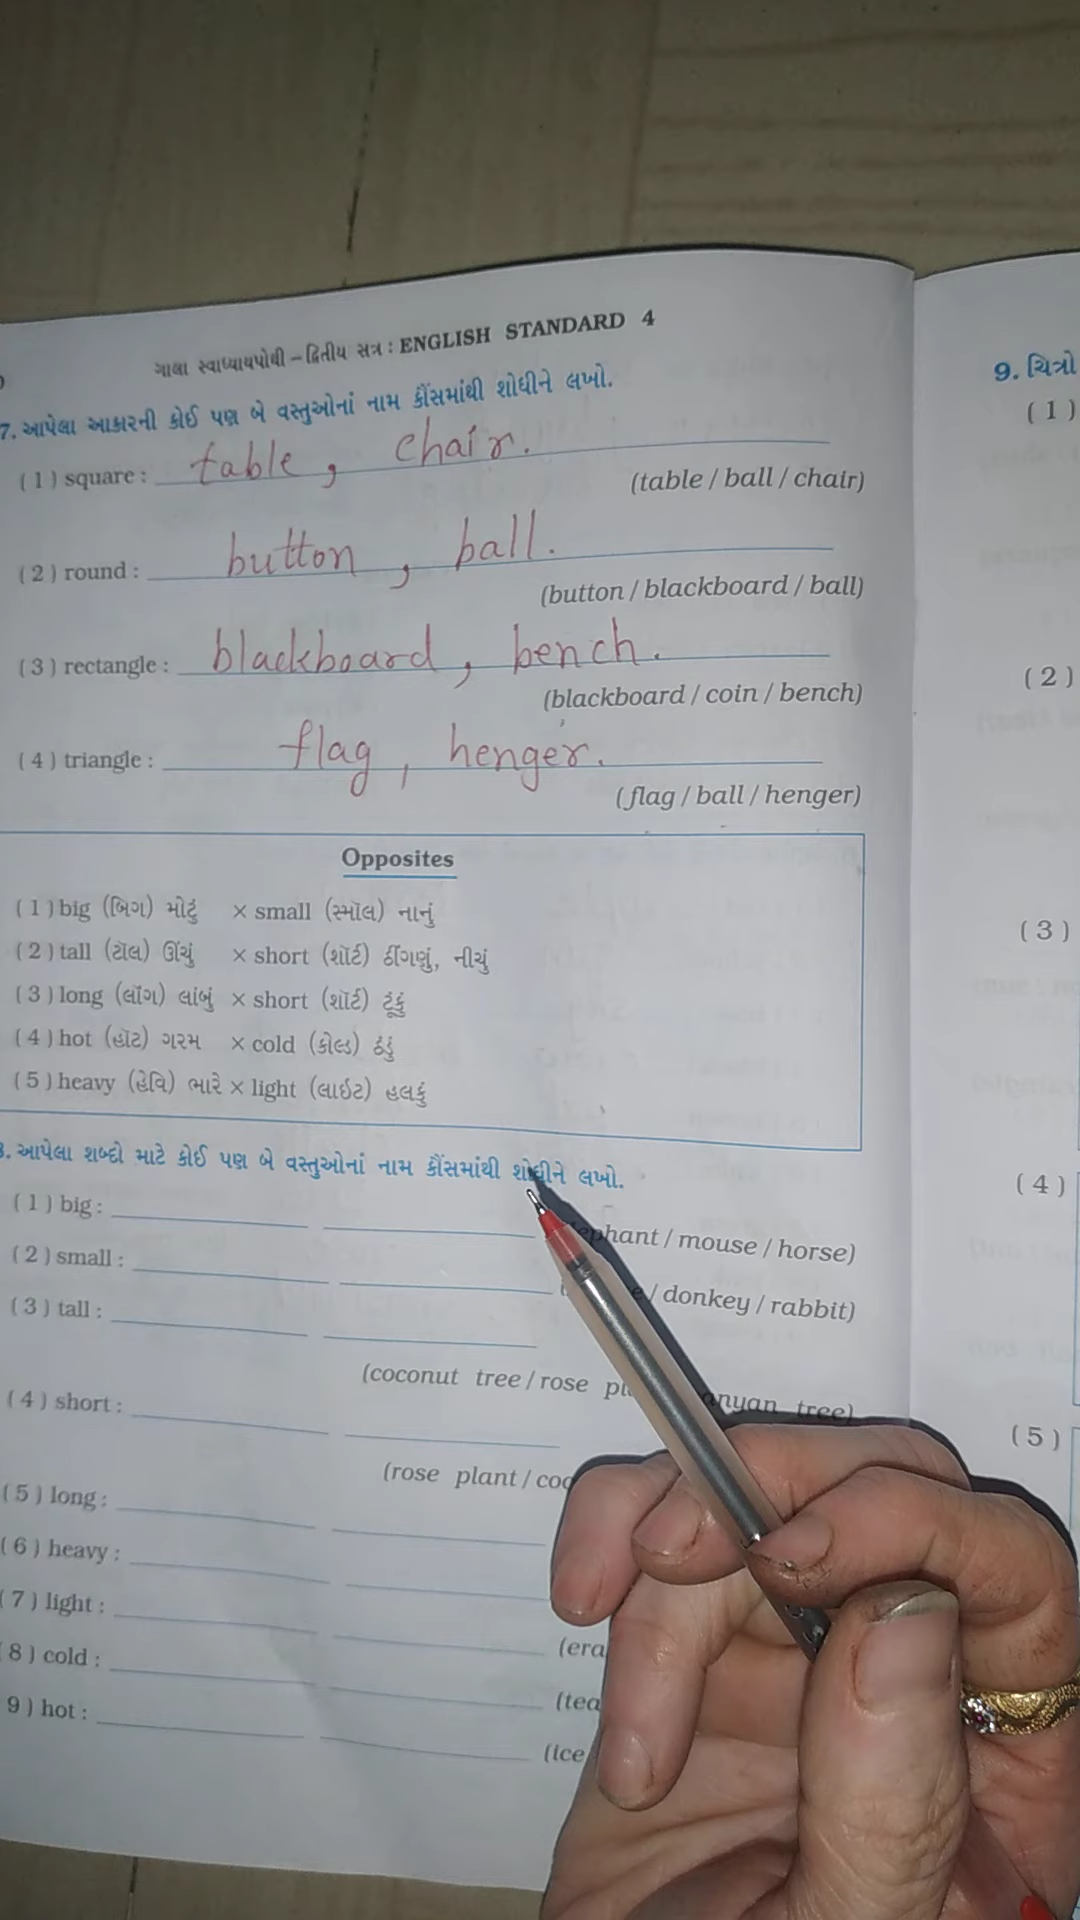 ગાલા સ્વાધ્યાયપોથી – દ્વિતીય સત્ર : ENGLISH STANDARD 4
7. આપેલા આકારની કોઈ પણ બે વસ્તુઓનાં નામ કૌંસમાંથી શોધીને લખો.
(1) square : table, chair.
(table / ball / chair)
(2) round : button, ball.
(button / blackboard / ball)
(3) rectangle : blackboard, bench.
(blackboard / coin / bench)
(4) triangle : flag, henger.
(flag / ball / henger)
Opposites
(1) big (બિગ) મોટું × small (સ્મૉલ) નાનું
(2) tall (ટૉલ) ઊંચું × short (શૉર્ટ) ઠીંગણું, નીચું
(3) long (લૉંગ) લાંબું × short (શૉર્ટ) ટૂંકું
(4) hot (હૉટ) ગરમ × cold (કોલ્ડ) ઠંડું
(5) heavy (હેવિ) ભારે × light (લાઈટ) હલકું
8. આપેલા શબ્દો માટે કોઈ પણ બે વસ્તુઓનાં નામ કૌંસમાંથી શોધીને લખો.
(1) big : / mouse / horse)
(2) small : / donkey / rabbit)
(3) tall :
(coconut tree / rose tree)
(4) short :
(rose plant /
(5) long :
(6) heavy :
(7) light :
8) cold :
(tea
9) hot :
(ice
9. ચિત્રો
(1)
(2)
(3)
(4)
(5)